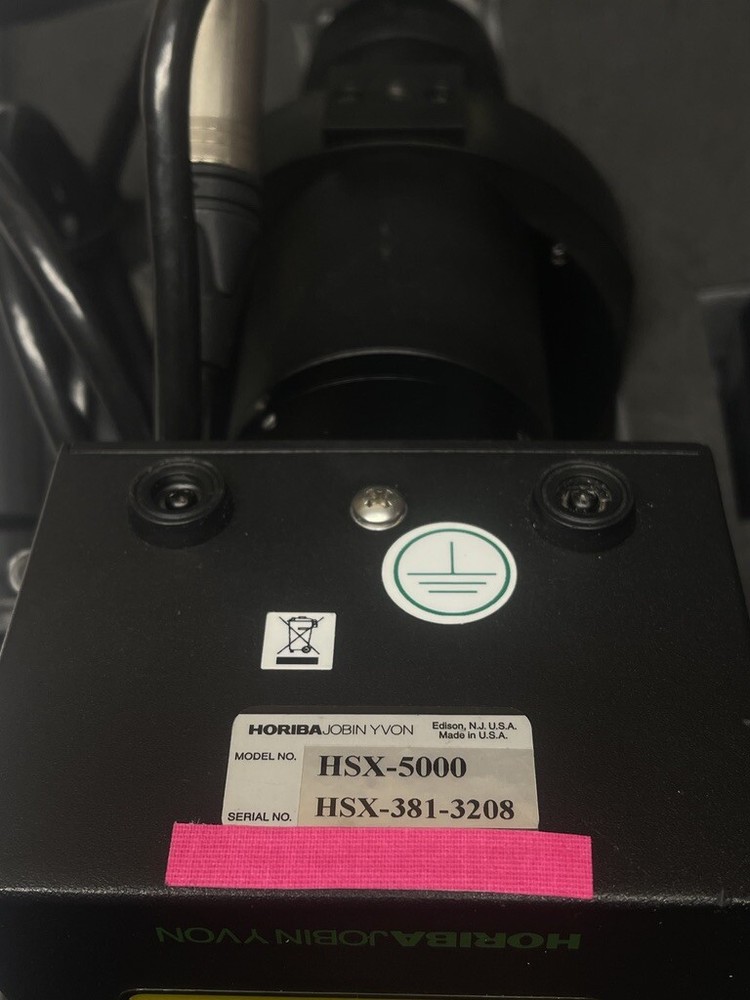 HORIBAJOBIN YVON
Edison, N.J. U.S.A.
Made in U.S.A.
MODEL NO. HSX-5000
SERIAL NO. HSX-381-3208
HORIBAJOBIN YVON